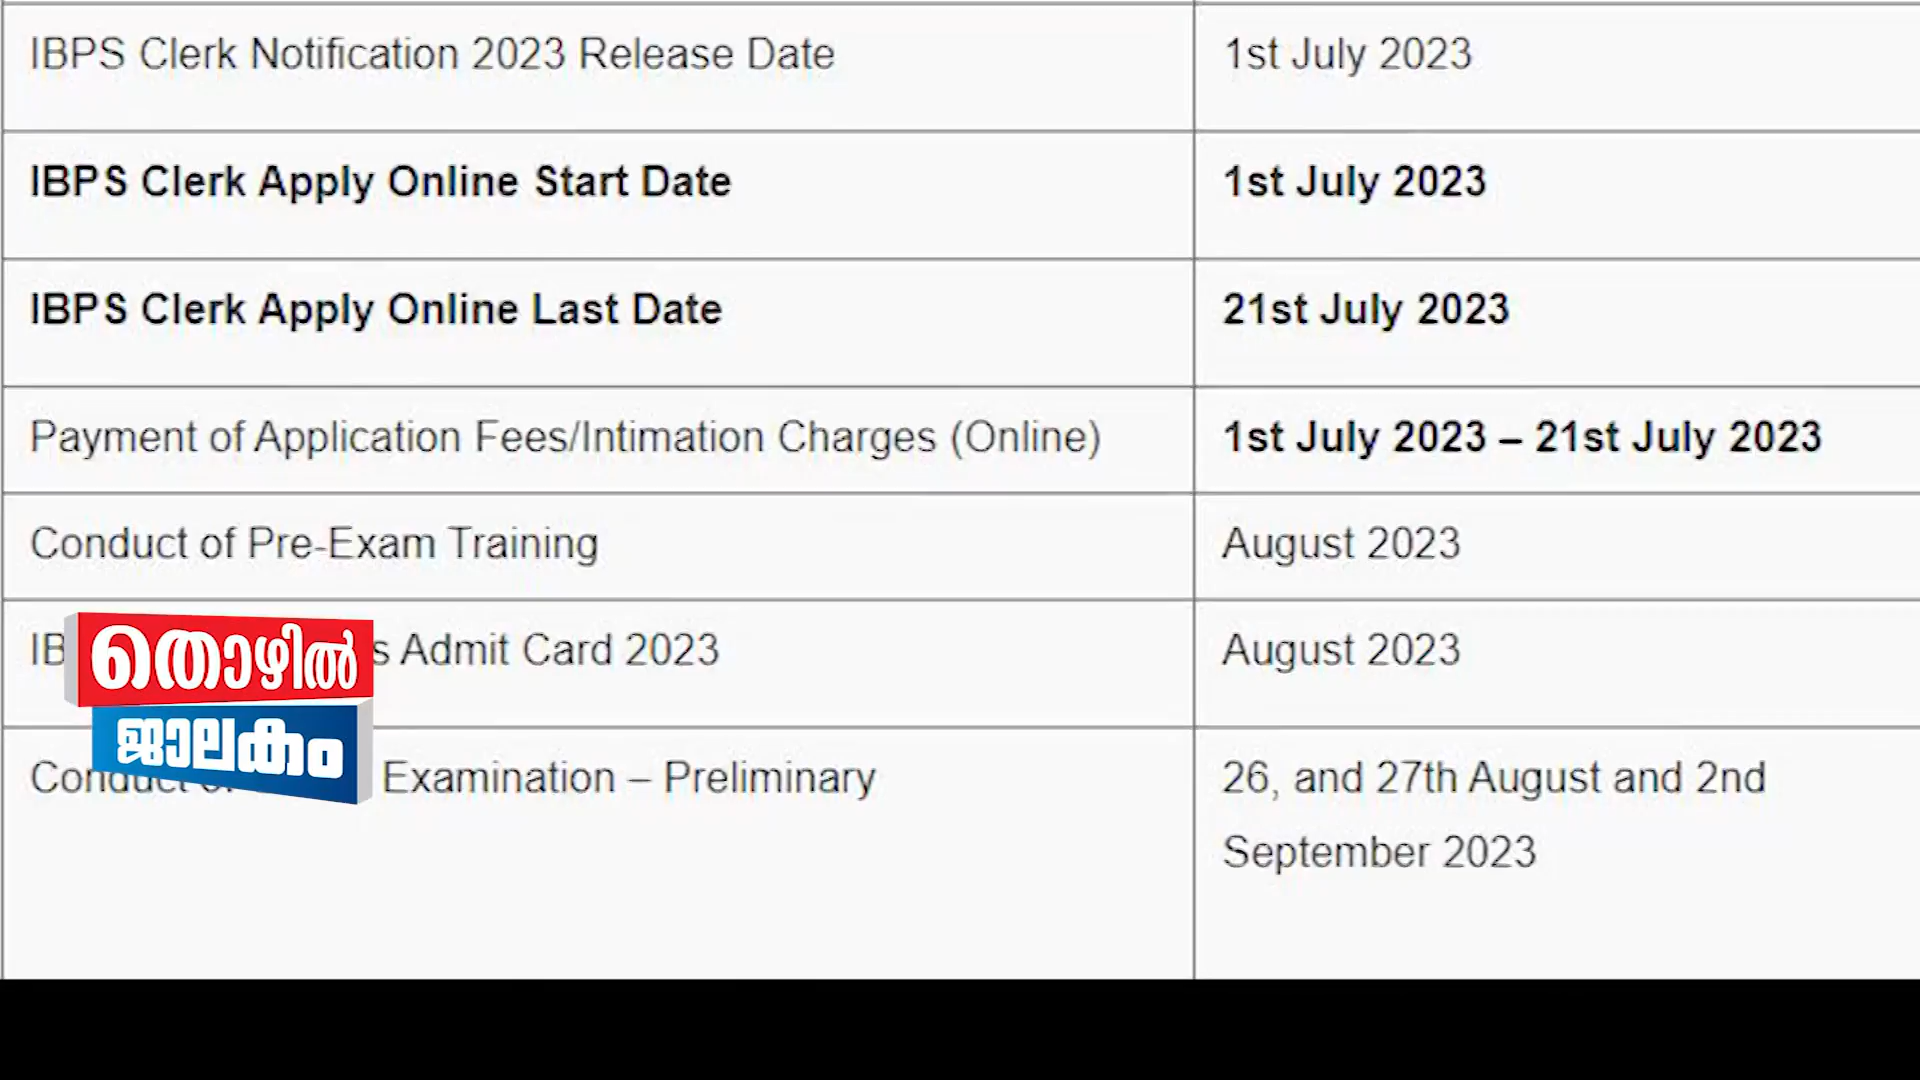 IBPS Clerk Notification 2023 Release Date
1st July 2023
IBPS Clerk Apply Online Start Date
1st July 2023
IBPS Clerk Apply Online Last Date
21st July 2023
Payment of Application Fees/Intimation Charges (Online)
1st July 2023 – 21st July 2023
Conduct of Pre-Exam Training
August 2023
Admit Card 2023
August 2023
Conduct Examination – Preliminary
26, and 27th August and 2nd
September 2023
തൊഴിൽ
ജാലകം